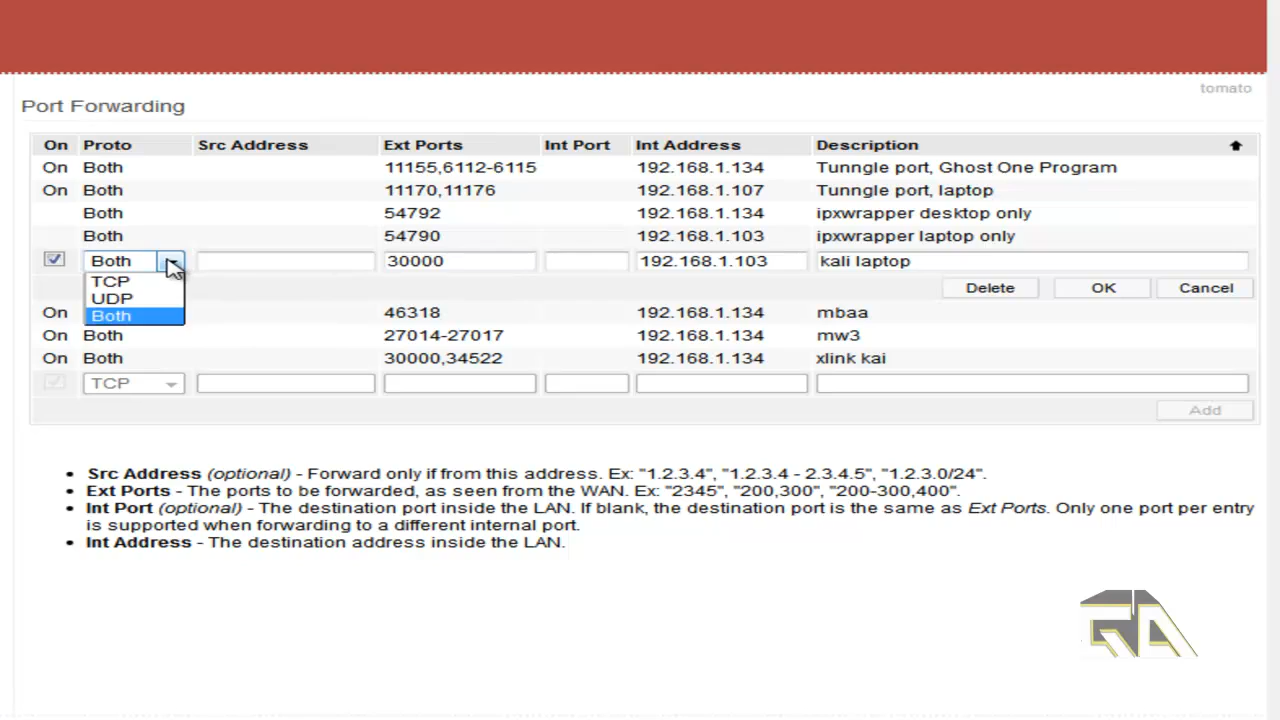 tomato
Port Forwarding
On Proto Src Address Ext Ports Int Port Int Address Description
On Both 11155,6112-6115 192.168.1.134 Tunngle port, Ghost One Program
On Both 11170,11176 192.168.1.107 Tunngle port, laptop
Both 54792 192.168.1.134 ipxwrapper desktop only
Both 54790 192.168.1.103 ipxwrapper laptop only
Both 30000 192.168.1.103 kali laptop
TCP
Delete OK Cancel
UDP
Both
On 46318 192.168.1.134 mbaa
On Both 27014-27017 192.168.1.134 mw3
On Both 30000,34522 192.168.1.134 xlink kai
TCP
Add
• Src Address (optional) - Forward only if from this address. Ex: "1.2.3.4", "1.2.3.4 - 2.3.4.5", "1.2.3.0/24".
• Ext Ports - The ports to be forwarded, as seen from the WAN. Ex: "2345", "200,300", "200-300,400".
• Int Port (optional) - The destination port inside the LAN. If blank, the destination port is the same as Ext Ports. Only one port per entry
is supported when forwarding to a different internal port.
• Int Address - The destination address inside the LAN.